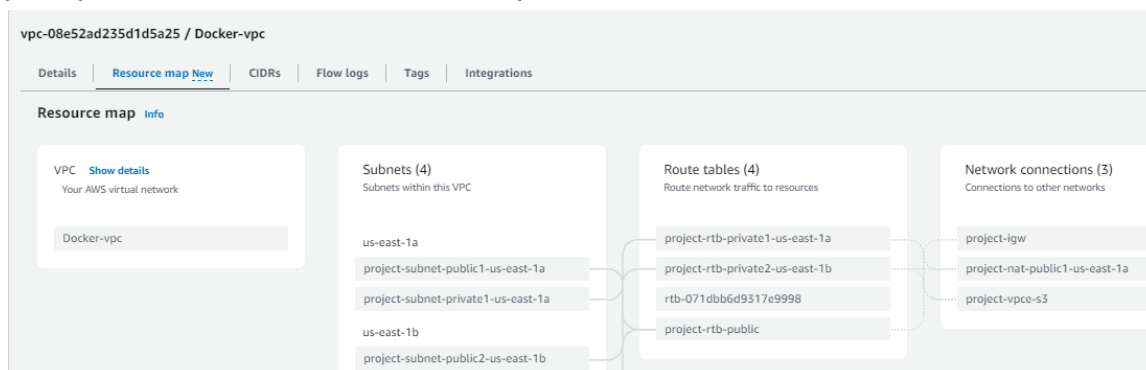 vpc-08e52ad235d1d5a25 / Docker-vpc
Details
Resource map New
CIDRs
Flow logs
Tags
Integrations
Resource map Info
VPC Show details
Your AWS virtual network
Docker-vpc
Subnets (4)
Subnets within this VPC
us-east-1a
project-subnet-public1-us-east-1a
project-subnet-private1-us-east-1a
us-east-1b
project-subnet-public2-us-east-1b
Route tables (4)
Route network traffic to resources
project-rtb-private1-us-east-1a
project-rtb-private2-us-east-1b
rtb-071dbb6d9317e9998
project-rtb-public
Network connections (3)
Connections to other networks
project-igw
project-nat-public1-us-east-1a
project-vpce-s3